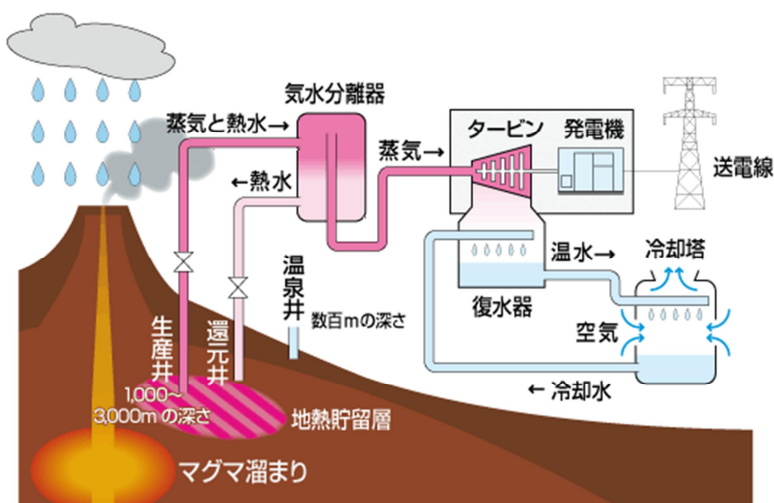 気水分離器
蒸気と熱水→
タービン
発電機
蒸気→
送電線
←熱水
温泉井
数百mの深さ
温水→
冷却塔
復水器
空気
生産井
還元井
1,000〜
3,000mの深さ
← 冷却水
地熱貯留層
マグマ溜まり